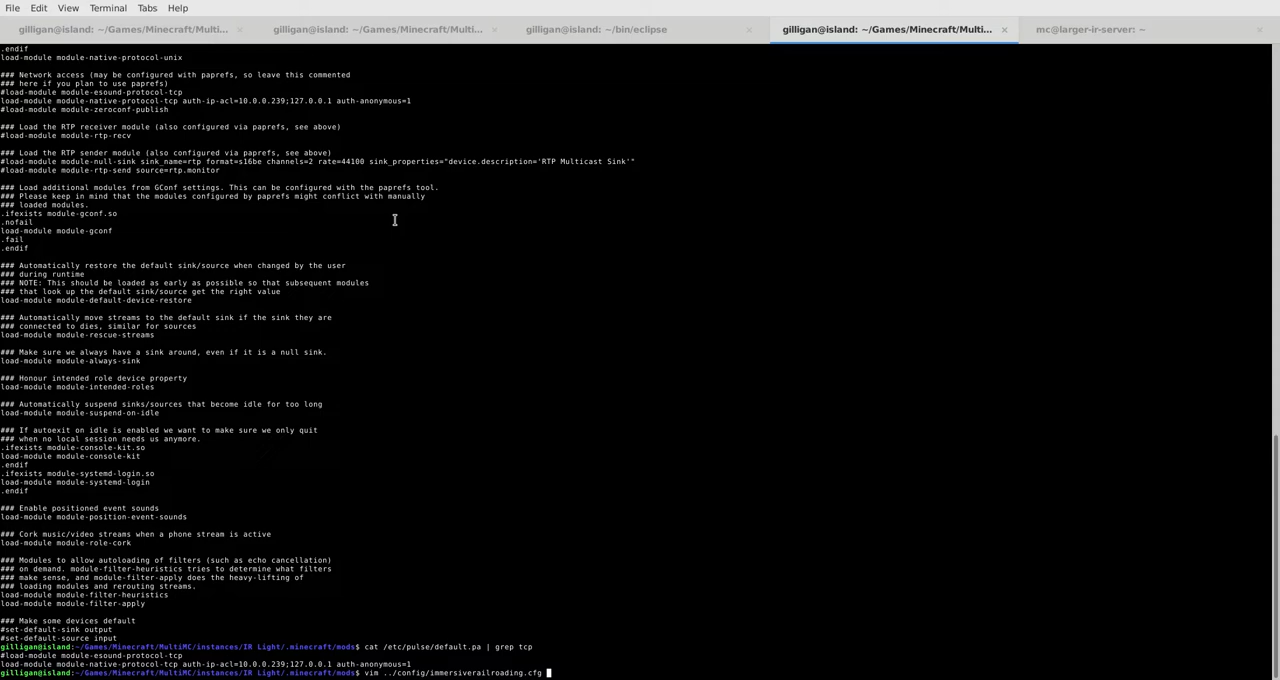 File Edit View Terminal Tabs Help
gilligan@island: ~/Games/Minecraft/Multi... × gilligan@island: ~/Games/Minecraft/Multi... × gilligan@island: ~/bin/eclipse × gilligan@island: ~/Games/Minecraft/Multi... × mc@larger-ir-server: ~ ×
.endif
load-module module-native-protocol-unix
### Network access (may be configured with paprefs, so leave this commented
### here if you plan to use paprefs)
#load-module module-esound-protocol-tcp
load-module module-native-protocol-tcp auth-ip-acl=10.0.0.239;127.0.0.1 auth-anonymous=1
#load-module module-zeroconf-publish
### Load the RTP receiver module (also configured via paprefs, see above)
#load-module module-rtp-recv
### Load the RTP sender module (also configured via paprefs, see above)
#load-module module-null-sink sink_name=rtp format=s16be channels=2 rate=44100 sink_properties="device.description='RTP Multicast Sink'"
#load-module module-rtp-send source=rtp.monitor
### Load additional modules from GConf settings. This can be configured with the paprefs tool.
### Please keep in mind that the modules configured by paprefs might conflict with manually
### loaded modules.
.ifexists module-gconf.so
.nofail
load-module module-gconf
.fail
.endif
### Automatically restore the default sink/source when changed by the user
### during runtime
### NOTE: This should be loaded as early as possible so that subsequent modules
### that look up the default sink/source get the right value
load-module module-default-device-restore
### Automatically move streams to the default sink if the sink they are
### connected to dies, similar for sources
load-module module-rescue-streams
### Make sure we always have a sink around, even if it is a null sink.
load-module module-always-sink
### Honour intended role device property
load-module module-intended-roles
### Automatically suspend sinks/sources that become idle for too long
load-module module-suspend-on-idle
### If autoexit on idle is enabled we want to make sure we only quit
### when no local session needs us anymore.
.ifexists module-console-kit.so
load-module module-console-kit
.endif
.ifexists module-systemd-login.so
load-module module-systemd-login
.endif
### Enable positioned event sounds
load-module module-position-event-sounds
### Cork music/video streams when a phone stream is active
load-module module-role-cork
### Modules to allow autoloading of filters (such as echo cancellation)
### on demand. module-filter-heuristics tries to determine what filters
### make sense, and module-filter-apply does the heavy-lifting of
### loading modules and rerouting streams.
load-module module-filter-heuristics
load-module module-filter-apply
### Make some devices default
#set-default-sink output
#set-default-source input
gilligan@island:~/Games/Minecraft/MultiMC/instances/IR Light/.minecraft/mods$ cat /etc/pulse/default.pa | grep tcp
#load-module module-esound-protocol-tcp
load-module module-native-protocol-tcp auth-ip-acl=10.0.0.239;127.0.0.1 auth-anonymous=1
gilligan@island:~/Games/Minecraft/MultiMC/instances/IR Light/.minecraft/mods$ vim ../config/immersiverailroading.cfg